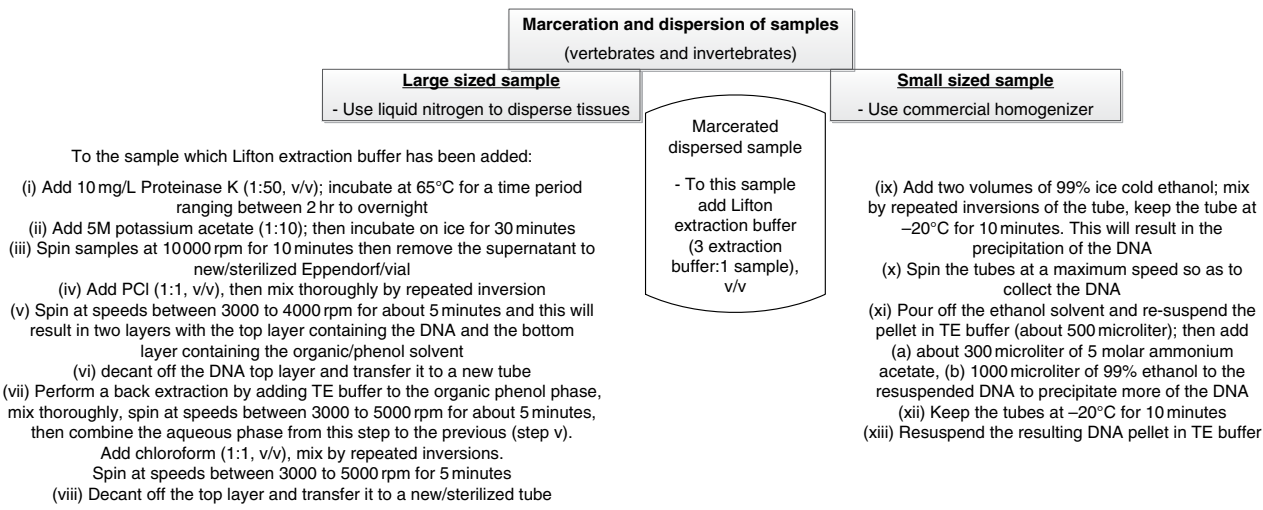 Marceration and dispersion of samples
(vertebrates and invertebrates)
Large sized sample
- Use liquid nitrogen to disperse tissues
Small sized sample
- Use commercial homogenizer
Marcerated
dispersed sample
- To this sample
add Lifton
extraction buffer
(3 extraction
buffer:1 sample),
v/v
To the sample which Lifton extraction buffer has been added:
(i) Add 10 mg/L Proteinase K (1:50, v/v); incubate at 65°C for a time period
ranging between 2 hr to overnight
(ii) Add 5M potassium acetate (1:10); then incubate on ice for 30 minutes
(iii) Spin samples at 10 000 rpm for 10 minutes then remove the supernatant to
new/sterilized Eppendorf/vial
(iv) Add PCl (1:1, v/v), then mix thoroughly by repeated inversion
(v) Spin at speeds between 3000 to 4000 rpm for about 5 minutes and this will
result in two layers with the top layer containing the DNA and the bottom
layer containing the organic/phenol solvent
(vi) decant off the DNA top layer and transfer it to a new tube
(vii) Perform a back extraction by adding TE buffer to the organic phenol phase,
mix thoroughly, spin at speeds between 3000 to 5000 rpm for about 5 minutes,
then combine the aqueous phase from this step to the previous (step v).
Add chloroform (1:1, v/v), mix by repeated inversions.
Spin at speeds between 3000 to 5000 rpm for 5 minutes
(viii) Decant off the top layer and transfer it to a new/sterilized tube
(ix) Add two volumes of 99% ice cold ethanol; mix
by repeated inversions of the tube, keep the tube at
–20°C for 10 minutes. This will result in the
precipitation of the DNA
(x) Spin the tubes at a maximum speed so as to
collect the DNA
(xi) Pour off the ethanol solvent and re-suspend the
pellet in TE buffer (about 500 microliter); then add
(a) about 300 microliter of 5 molar ammonium
acetate, (b) 1000 microliter of 99% ethanol to the
resuspended DNA to precipitate more of the DNA
(xii) Keep the tubes at –20°C for 10 minutes
(xiii) Resuspend the resulting DNA pellet in TE buffer